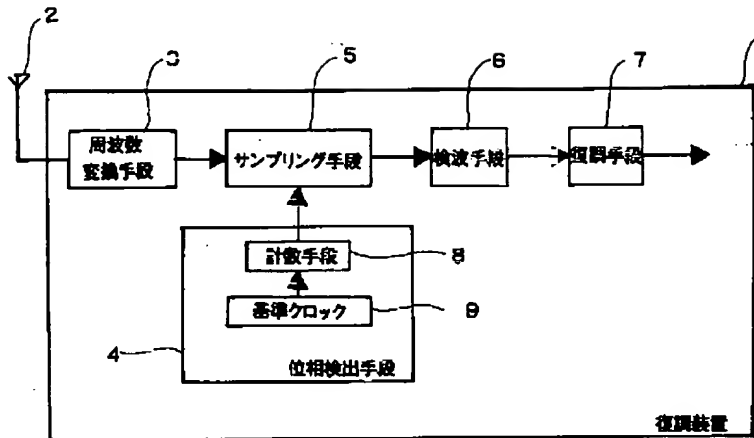 2
3
5
6
7
周波数
変換手段
サンプリング手段
検波手段
復調手段
計数手段
8
基準クロック
9
4
位相検出手段
復調装置